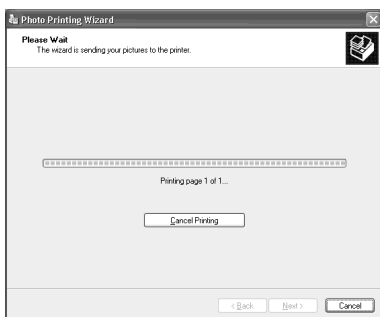 Photo Printing Wizard
Please Wait
The wizard is sending your pictures to the printer.
Printing page 1 of 1...
Cancel Printing
< Back
Next >
Cancel